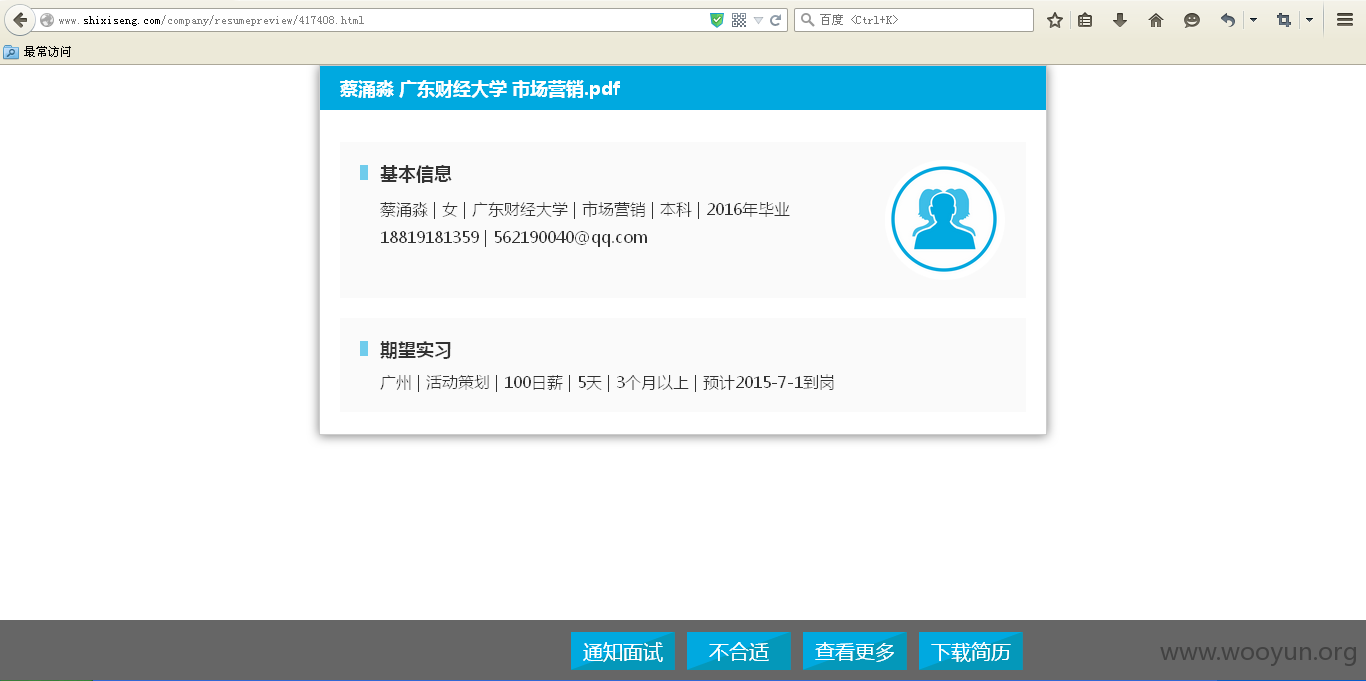 www.shixiseng.com/company/resumepreview/417408.html
百度 <Ctrl+K>
最常访问
蔡涌淼 广东财经大学 市场营销.pdf
基本信息
蔡涌淼 | 女 | 广东财经大学 | 市场营销 | 本科 | 2016年毕业
18819181359 | 562190040@qq.com
期望实习
广州 | 活动策划 | 100日薪 | 5天 | 3个月以上 | 预计2015-7-1到岗
通知面试 不合适 查看更多 下载简历
www.wooyun.org